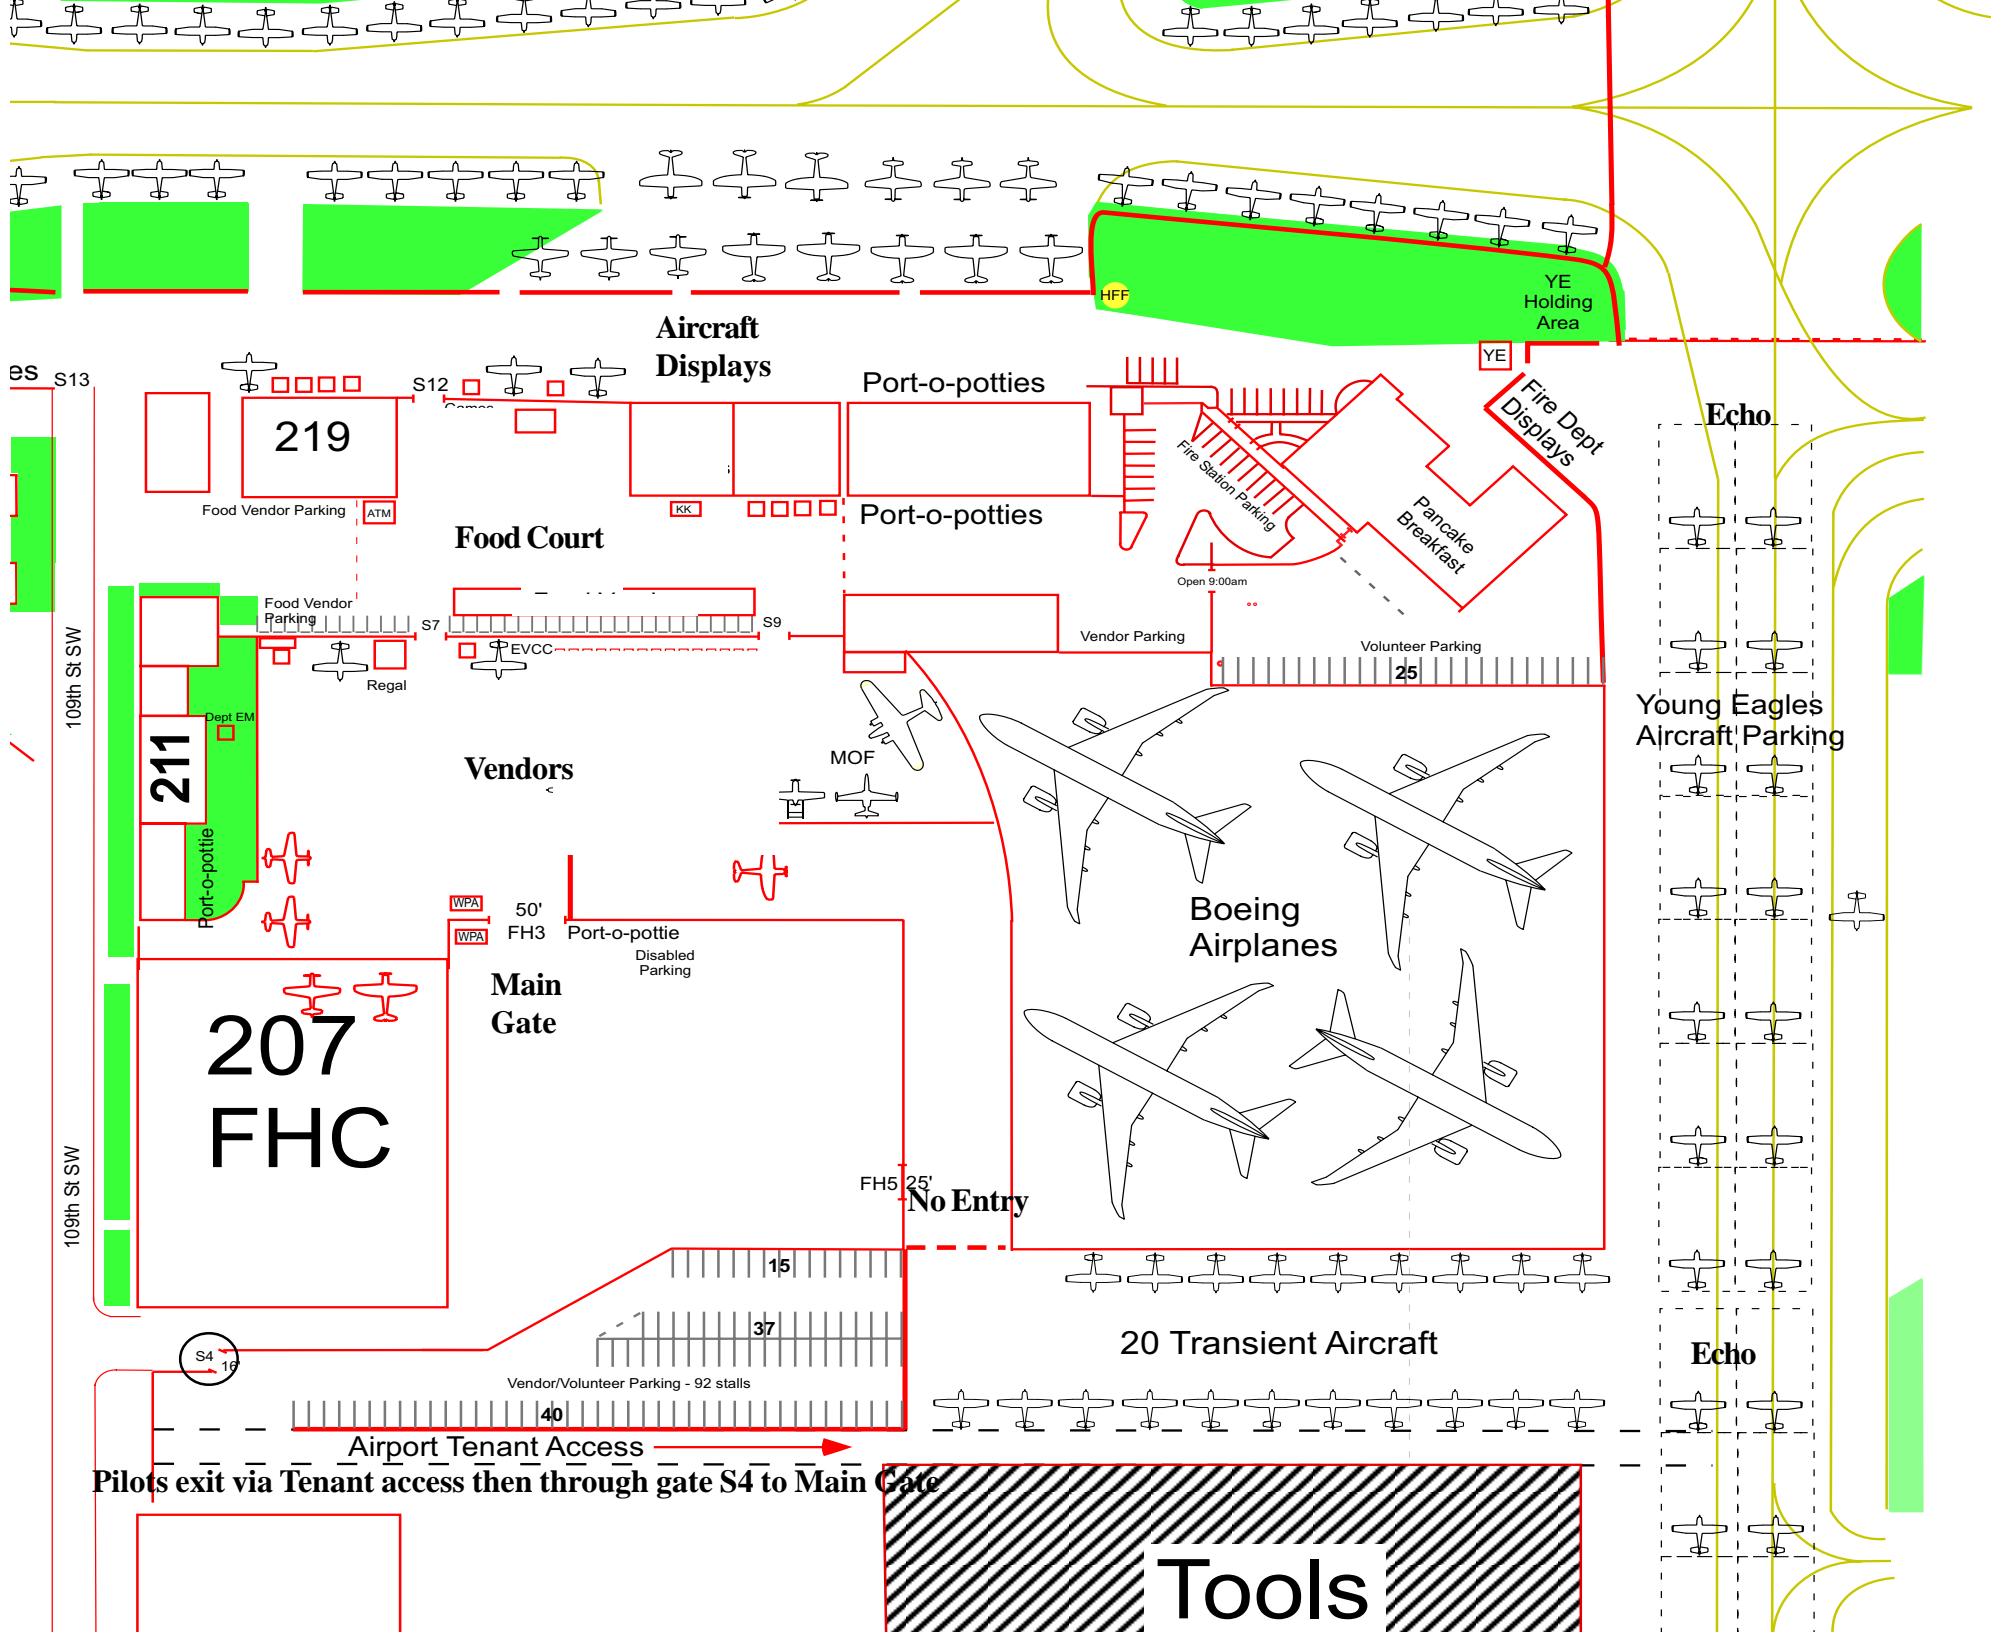 HFF
YE
Holding
Area
Aircraft
Displays
YE
es
S13
S12
Port-o-potties
Fire Dept
Displays
Echo
219
Fire Station Parking
Food Vendor Parking
ATM
KK
Port-o-potties
Pancake
Breakfast
Food Court
Open 9:00am
Food Vendor
Parking
S7
S9
EVCC
Vendor Parking
Volunteer Parking
25
109th St SW
Regal
Dept EM
Young Eagles
Aircraft Parking
211
Vendors
MOF
Port-o-pottie
WPA
50'
FH3
WPA
Port-o-pottie
Disabled
Parking
Boeing
Airplanes
Main
Gate
207
FHC
109th St SW
FH5
25'
No Entry
15
37
20 Transient Aircraft
Echo
S4
16'
Vendor/Volunteer Parking - 92 stalls
40
Airport Tenant Access
Pilots exit via Tenant access then through gate S4 to Main Gate
Tools